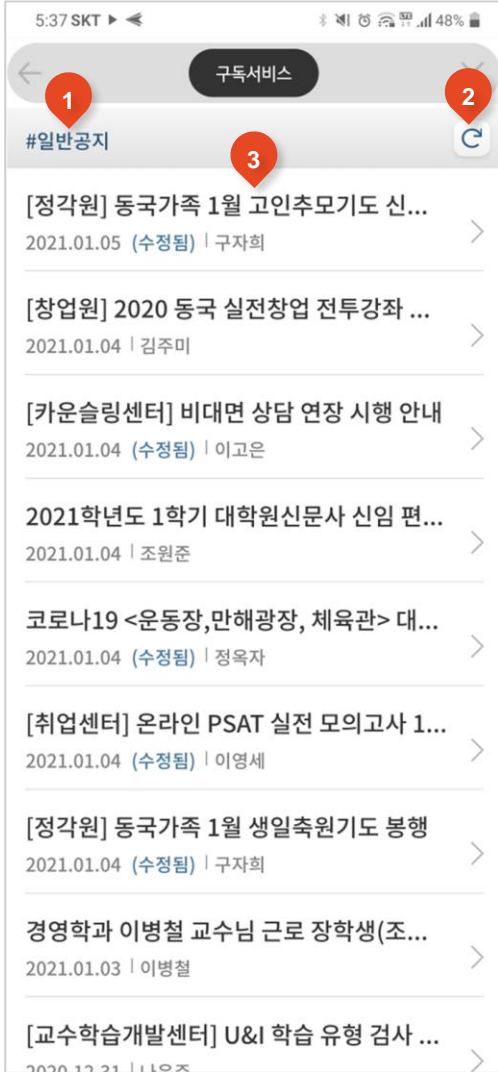 5:37 SKT
48%
구독서비스
1
2
#일반공지
3
[정각원] 동국가족 1월 고인추모기도 신...
2021.01.05 (수정됨) | 구자희
[창업원] 2020 동국 실전창업 전투강좌 ...
2021.01.04 | 김주미
[카운슬링센터] 비대면 상담 연장 시행 안내
2021.01.04 (수정됨) | 이고은
2021학년도 1학기 대학원신문사 신임 편...
2021.01.04 | 조원준
코로나19 <운동장,만해광장, 체육관> 대...
2021.01.04 (수정됨) | 정옥자
[취업센터] 온라인 PSAT 실전 모의고사 1...
2021.01.04 (수정됨) | 이영세
[정각원] 동국가족 1월 생일축원기도 봉행
2021.01.04 (수정됨) | 구자희
경영학과 이병철 교수님 근로 장학생(조...
2021.01.03 | 이병철
[교수학습개발센터] U&I 학습 유형 검사 ...
2020.12.31